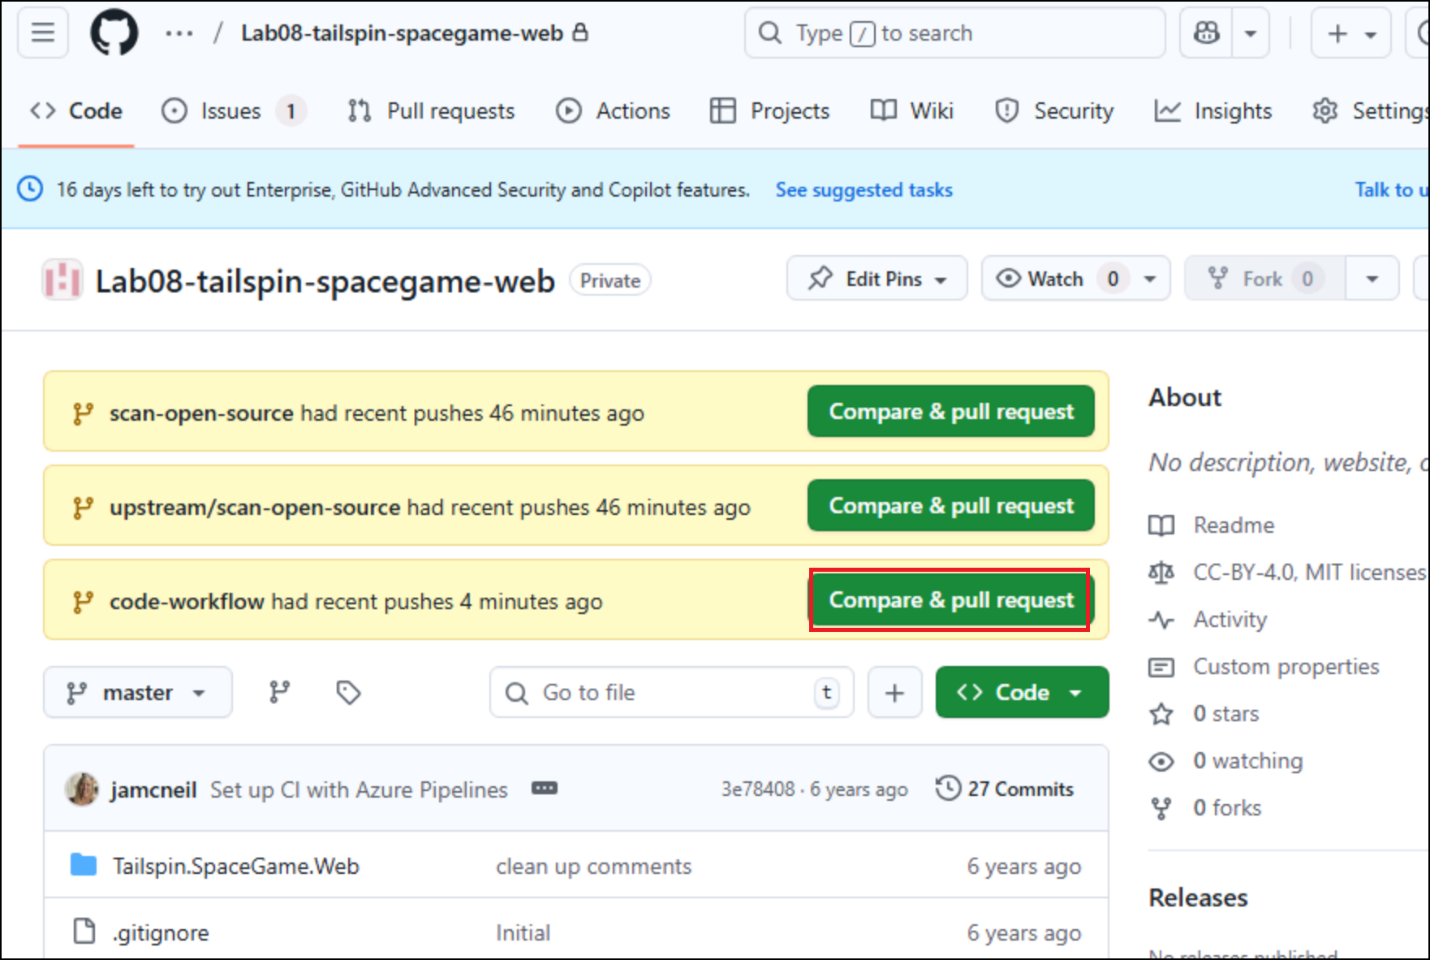 ··· / Lab08-tailspin-spacegame-web Type / to search
Code Issues 1 Pull requests Actions Projects Wiki Security Insights Settings
16 days left to try out Enterprise, GitHub Advanced Security and Copilot features. See suggested tasks Talk to u
Lab08-tailspin-spacegame-web Private Edit Pins Watch 0 Fork 0
scan-open-source had recent pushes 46 minutes ago Compare & pull request
upstream/scan-open-source had recent pushes 46 minutes ago Compare & pull request
code-workflow had recent pushes 4 minutes ago Compare & pull request
master Go to file t + Code
jamcneil Set up CI with Azure Pipelines ··· 3e78408 · 6 years ago 27 Commits
Tailspin.SpaceGame.Web clean up comments 6 years ago
.gitignore Initial 6 years ago
About
No description, website,
Readme
CC-BY-4.0, MIT licenses
Activity
Custom properties
0 stars
0 watching
0 forks
Releases
No releases published